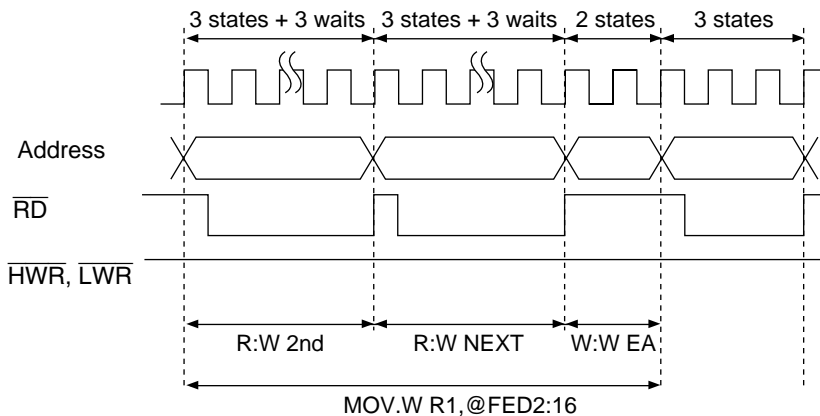 3 states + 3 waits 3 states + 3 waits 2 states 3 states
Address
RD
HWR, LWR
R:W 2nd R:W NEXT W:W EA
MOV.W R1,@FED2:16